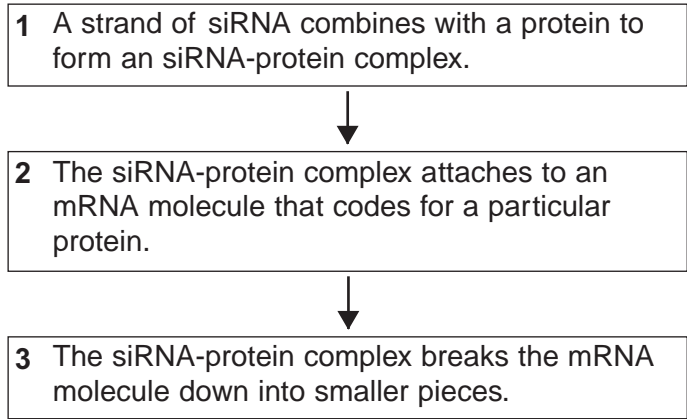 1 A strand of siRNA combines with a protein to
form an siRNA-protein complex.
2 The siRNA-protein complex attaches to an
mRNA molecule that codes for a particular
protein.
3 The siRNA-protein complex breaks the mRNA
molecule down into smaller pieces.